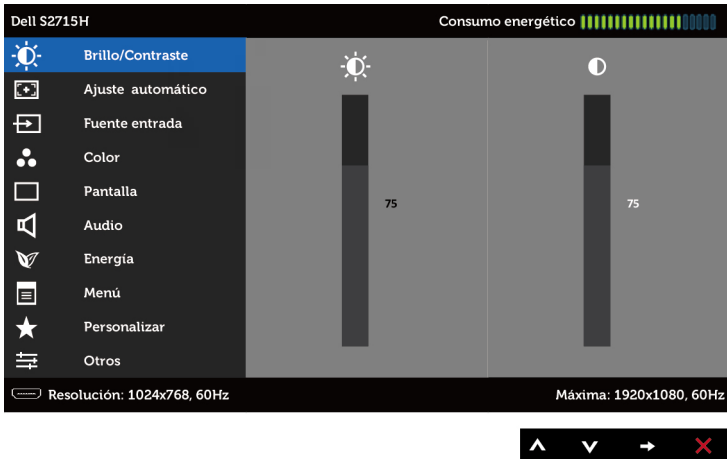 Dell S2715H
Consumo energético
Brillo/Contraste
Ajuste automático
Fuente entrada
Color
Pantalla
Audio
Energía
Menú
Personalizar
Otros
75
75
Resolución: 1024x768, 60Hz
Máxima: 1920x1080, 60Hz